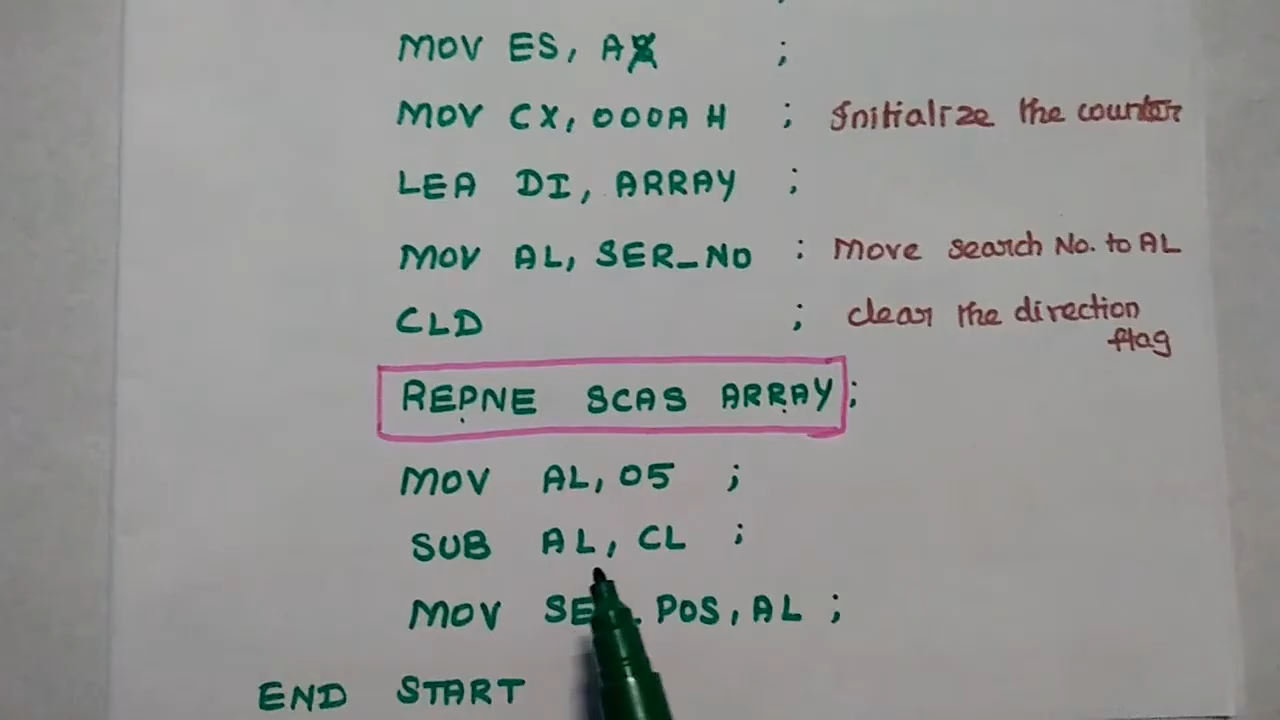 MOV ES, AX ;
MOV CX, 000A H ; Initialize the counter
LEA DI, ARRAY ;
MOV AL, SER_NO : Move search No. to AL
CLD ; clear the direction
flag
REPNE SCAS ARRAY ;
MOV AL, 05 ;
SUB AL, CL ;
MOV POS, AL ;
END START